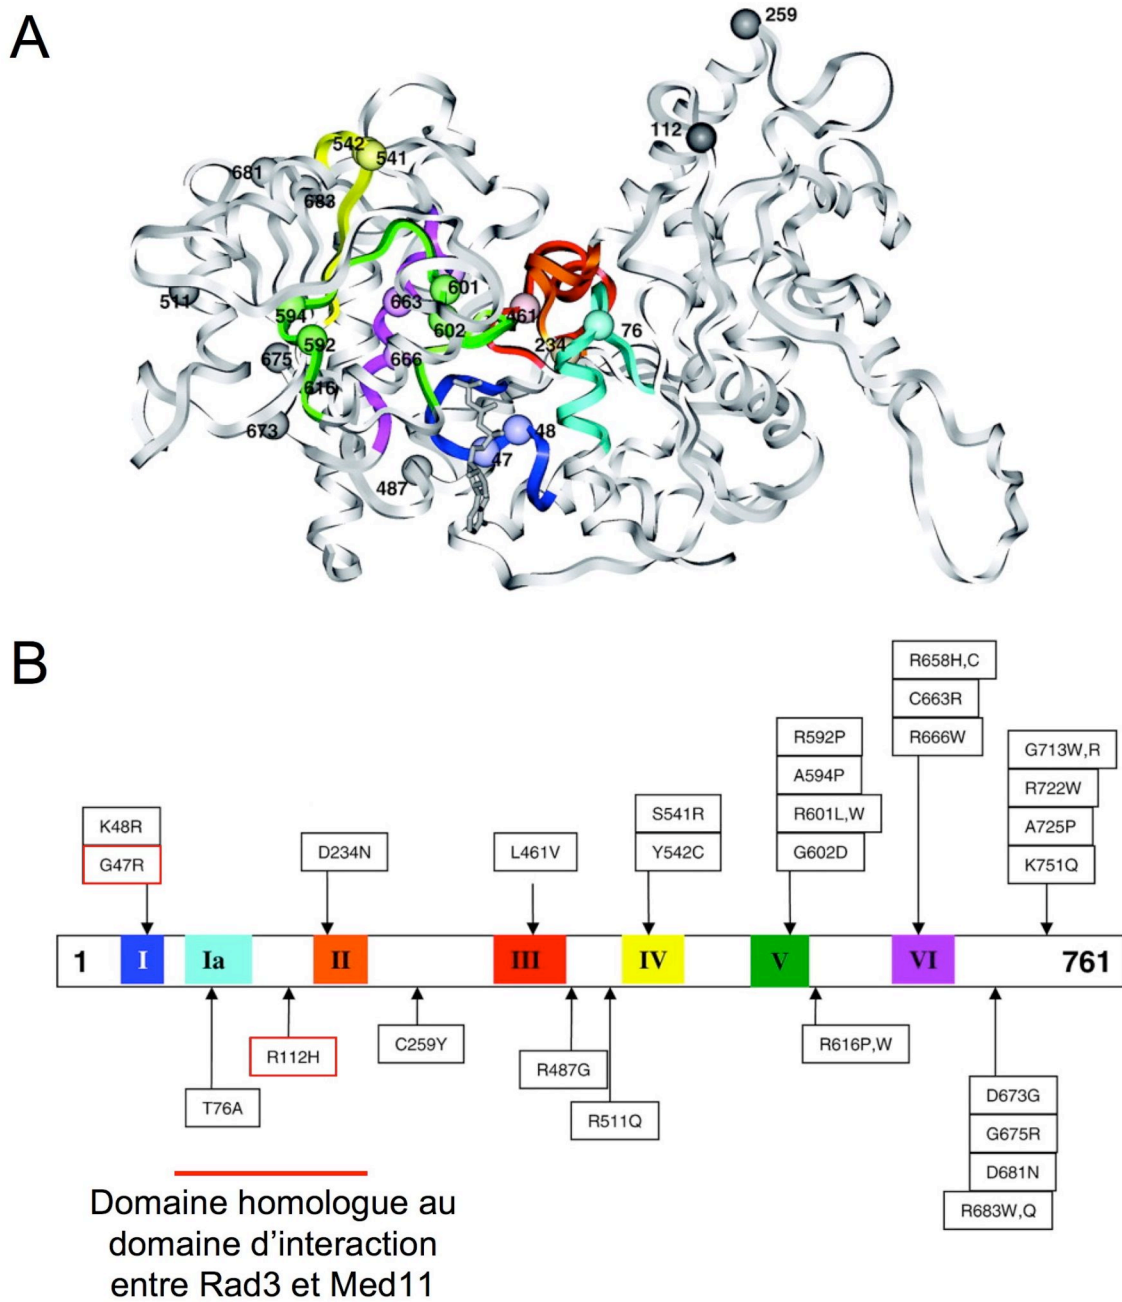 A
259
112
542
541
681
683
511
594
601
663
602
461
76
234
592
675
666
616
673
48
47
487
B
R658H,C
C663R
R666W
R592P
A594P
R601L,W
G602D
G713W,R
R722W
A725P
K751Q
K48R
G47R
D234N
L461V
S541R
Y542C
1 I Ia II III IV V VI 761
R112H
C259Y
R487G
R616P,W
T76A
R511Q
D673G
G675R
D681N
R683W,Q
Domaine homologue au
domaine d’interaction
entre Rad3 et Med11